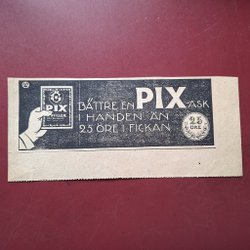 BÄTTRE EN PIX ASK
I HANDEN ÄN
25 ÖRE I FICKAN
PIX
25
ÖRE